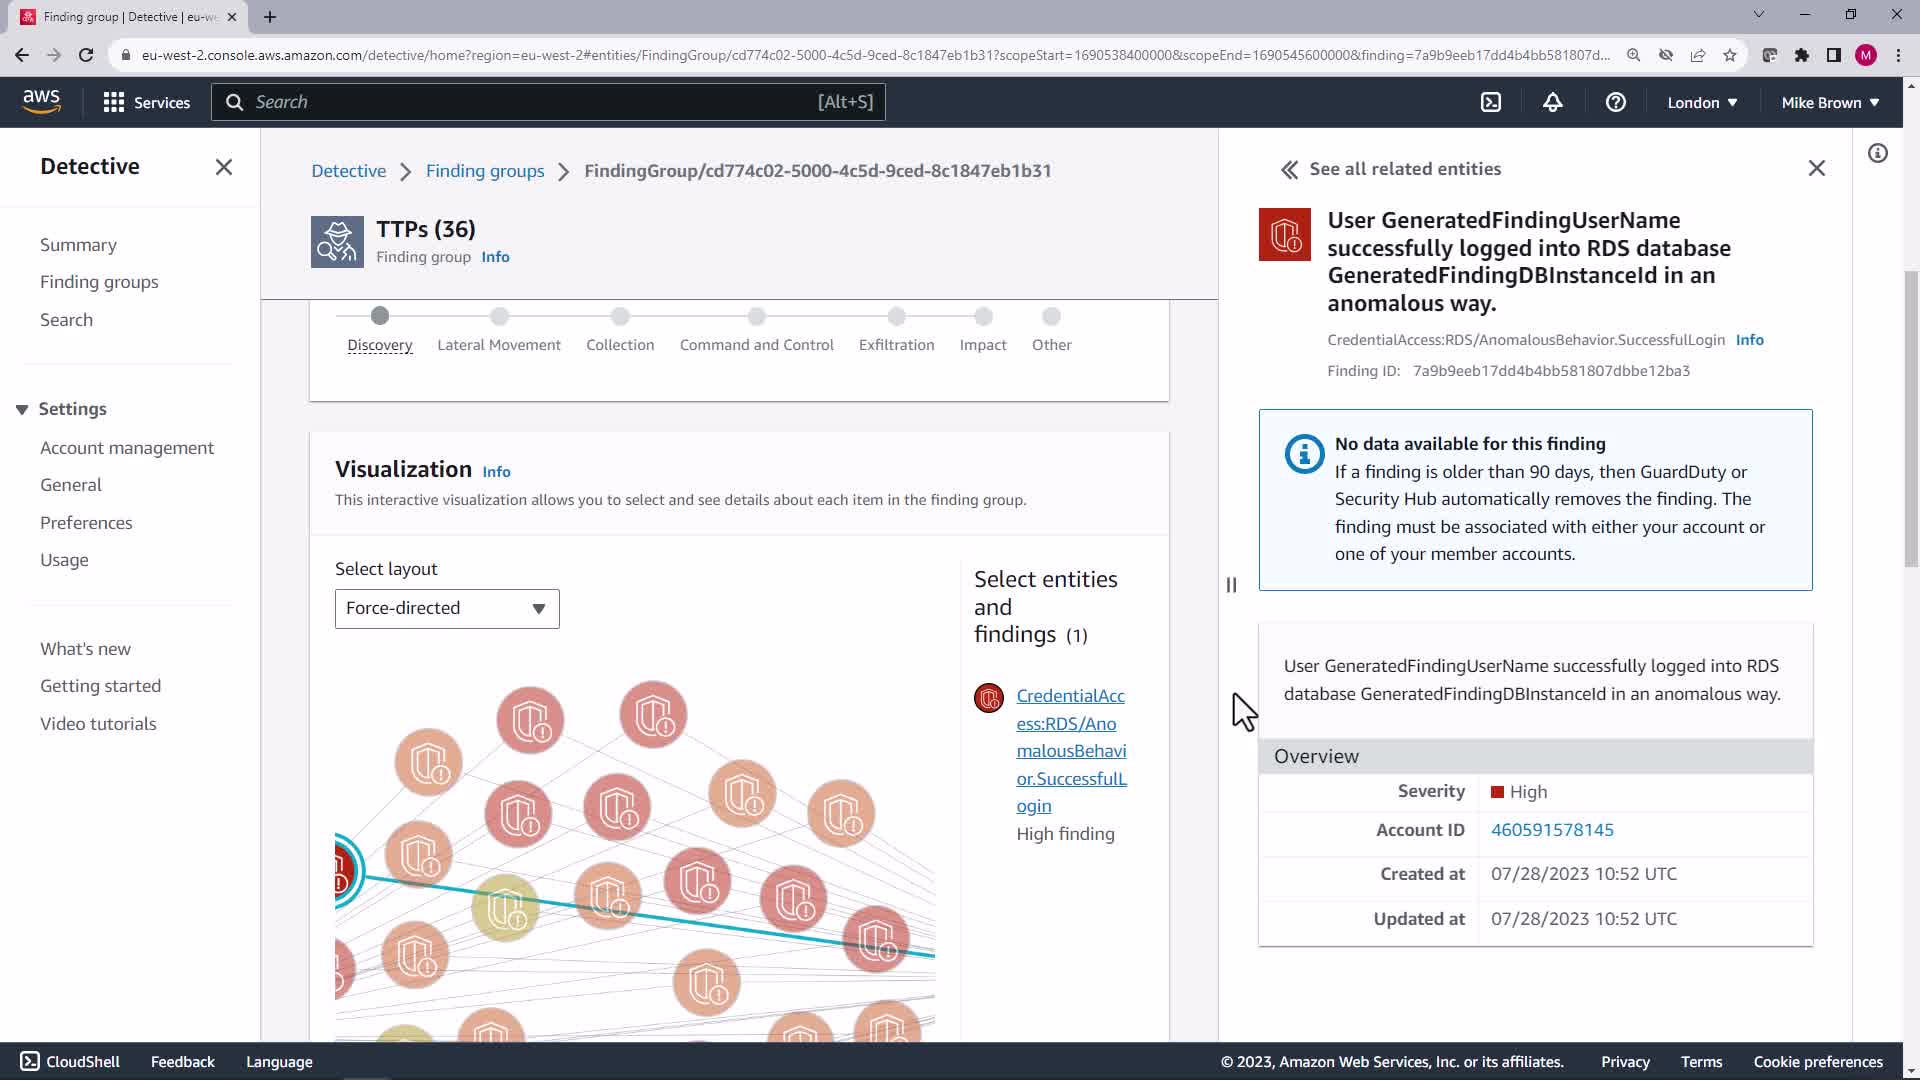 Finding group | Detective | eu-we
eu-west-2.console.aws.amazon.com/detective/home?region=eu-west-2#entities/FindingGroup/cd774c02-5000-4c5d-9ced-8c1847eb1b31?scopeStart=1690538400000&scopeEnd=1690545600000&finding=7a9b9eeb17dd4b4bb581807d...
M
aws
Services
Search
[Alt+S]
London
Mike Brown
Detective
Summary
Finding groups
Search
Settings
Account management
General
Preferences
Usage
What's new
Getting started
Video tutorials
Detective
Finding groups
FindingGroup/cd774c02-5000-4c5d-9ced-8c1847eb1b31
TTPs (36)
Finding group Info
Discovery
Lateral Movement
Collection
Command and Control
Exfiltration
Impact
Other
Visualization Info
This interactive visualization allows you to select and see details about each item in the finding group.
Select layout
Force-directed
Select entities
and
findings (1)
CredentialAcc
ess:RDS/Ano
malousBehavi
or.SuccessfulL
ogin
High finding
See all related entities
User GeneratedFindingUserName
successfully logged into RDS database
GeneratedFindingDBInstanceId in an
anomalous way.
CredentialAccess:RDS/AnomalousBehavior.SuccessfulLogin Info
Finding ID: 7a9b9eeb17dd4b4bb581807dbbe12ba3
No data available for this finding
If a finding is older than 90 days, then GuardDuty or
Security Hub automatically removes the finding. The
finding must be associated with either your account or
one of your member accounts.
User GeneratedFindingUserName successfully logged into RDS
database GeneratedFindingDBInstanceId in an anomalous way.
Overview
Severity High
Account ID 460591578145
Created at 07/28/2023 10:52 UTC
Updated at 07/28/2023 10:52 UTC
CloudShell
Feedback
Language
© 2023, Amazon Web Services, Inc. or its affiliates.
Privacy
Terms
Cookie preferences